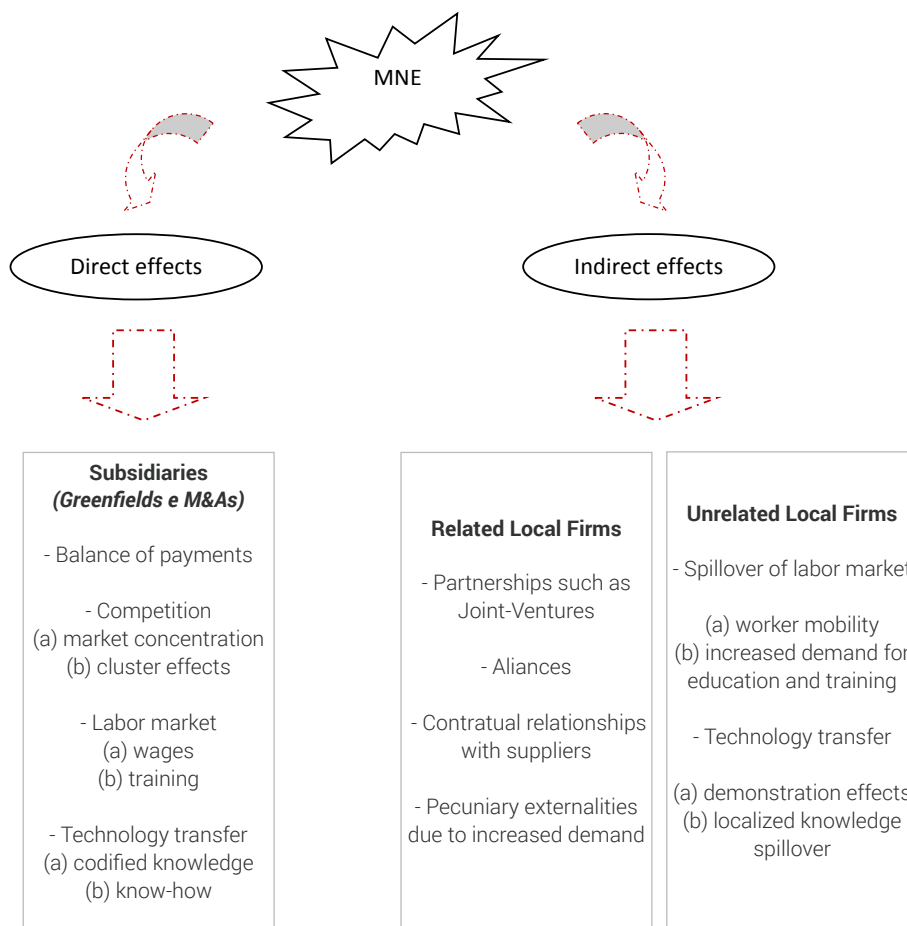 MNE
Direct effects
Indirect effects
Subsidiaries
(Greenfields e M&As)
- Balance of payments
- Competition
(a) market concentration
(b) cluster effects
- Labor market
(a) wages
(b) training
- Technology transfer
(a) codified knowledge
(b) know-how
Related Local Firms
- Partnerships such as
Joint-Ventures
- Aliances
- Contratual relationships
with suppliers
- Pecuniary externalities
due to increased demand
Unrelated Local Firms
- Spillover of labor market
(a) worker mobility
(b) increased demand for
education and training
- Technology transfer
(a) demonstration effects
(b) localized knowledge
spillover